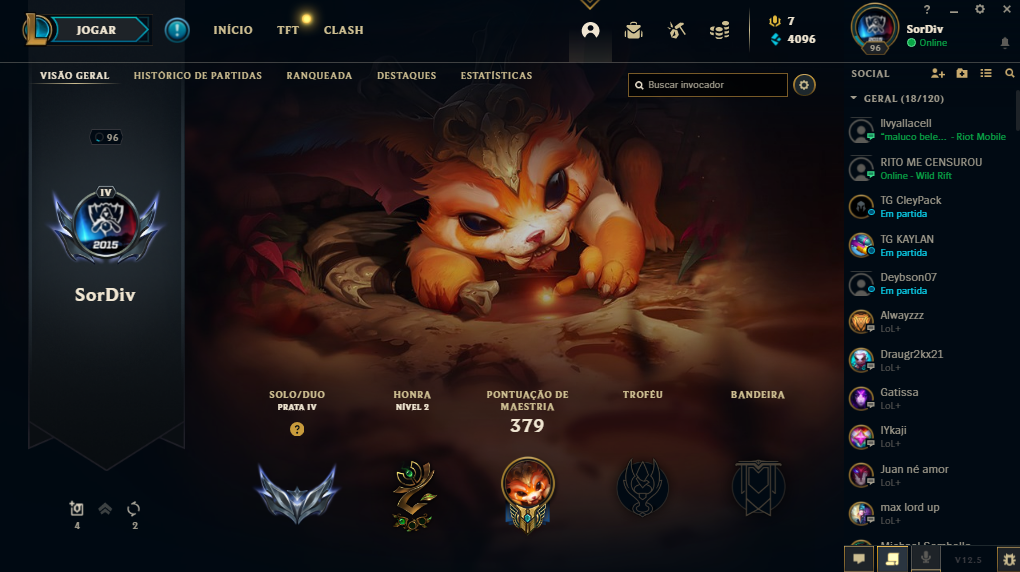 JOGAR
INÍCIO
TFT
CLASH
7
4096
96
SorDiv
Online
VISÃO GERAL
HISTÓRICO DE PARTIDAS
RANQUEADA
DESTAQUES
ESTATÍSTICAS
Buscar invocador
96
IV
2015
SorDiv
4
2
SOLO/DUO
PRATA IV
?
HONRA
NÍVEL 2
PONTUAÇÃO DE
MAESTRIA
379
TROFÉU
BANDEIRA
SOCIAL
GERAL (18/120)
"maluco bele... - Riot Mobile
RITO ME CENSUROU
Online - Wild Rift
TG CleyPack
Em partida
TG KAYLAN
Em partida
Deybson07
Em partida
Alwayzzz
LoL+
Draugr2kx21
LoL+
Gatissa
LoL+
LoL+
Juan né amor
LoL+
max lord up
LoL+
V12.5